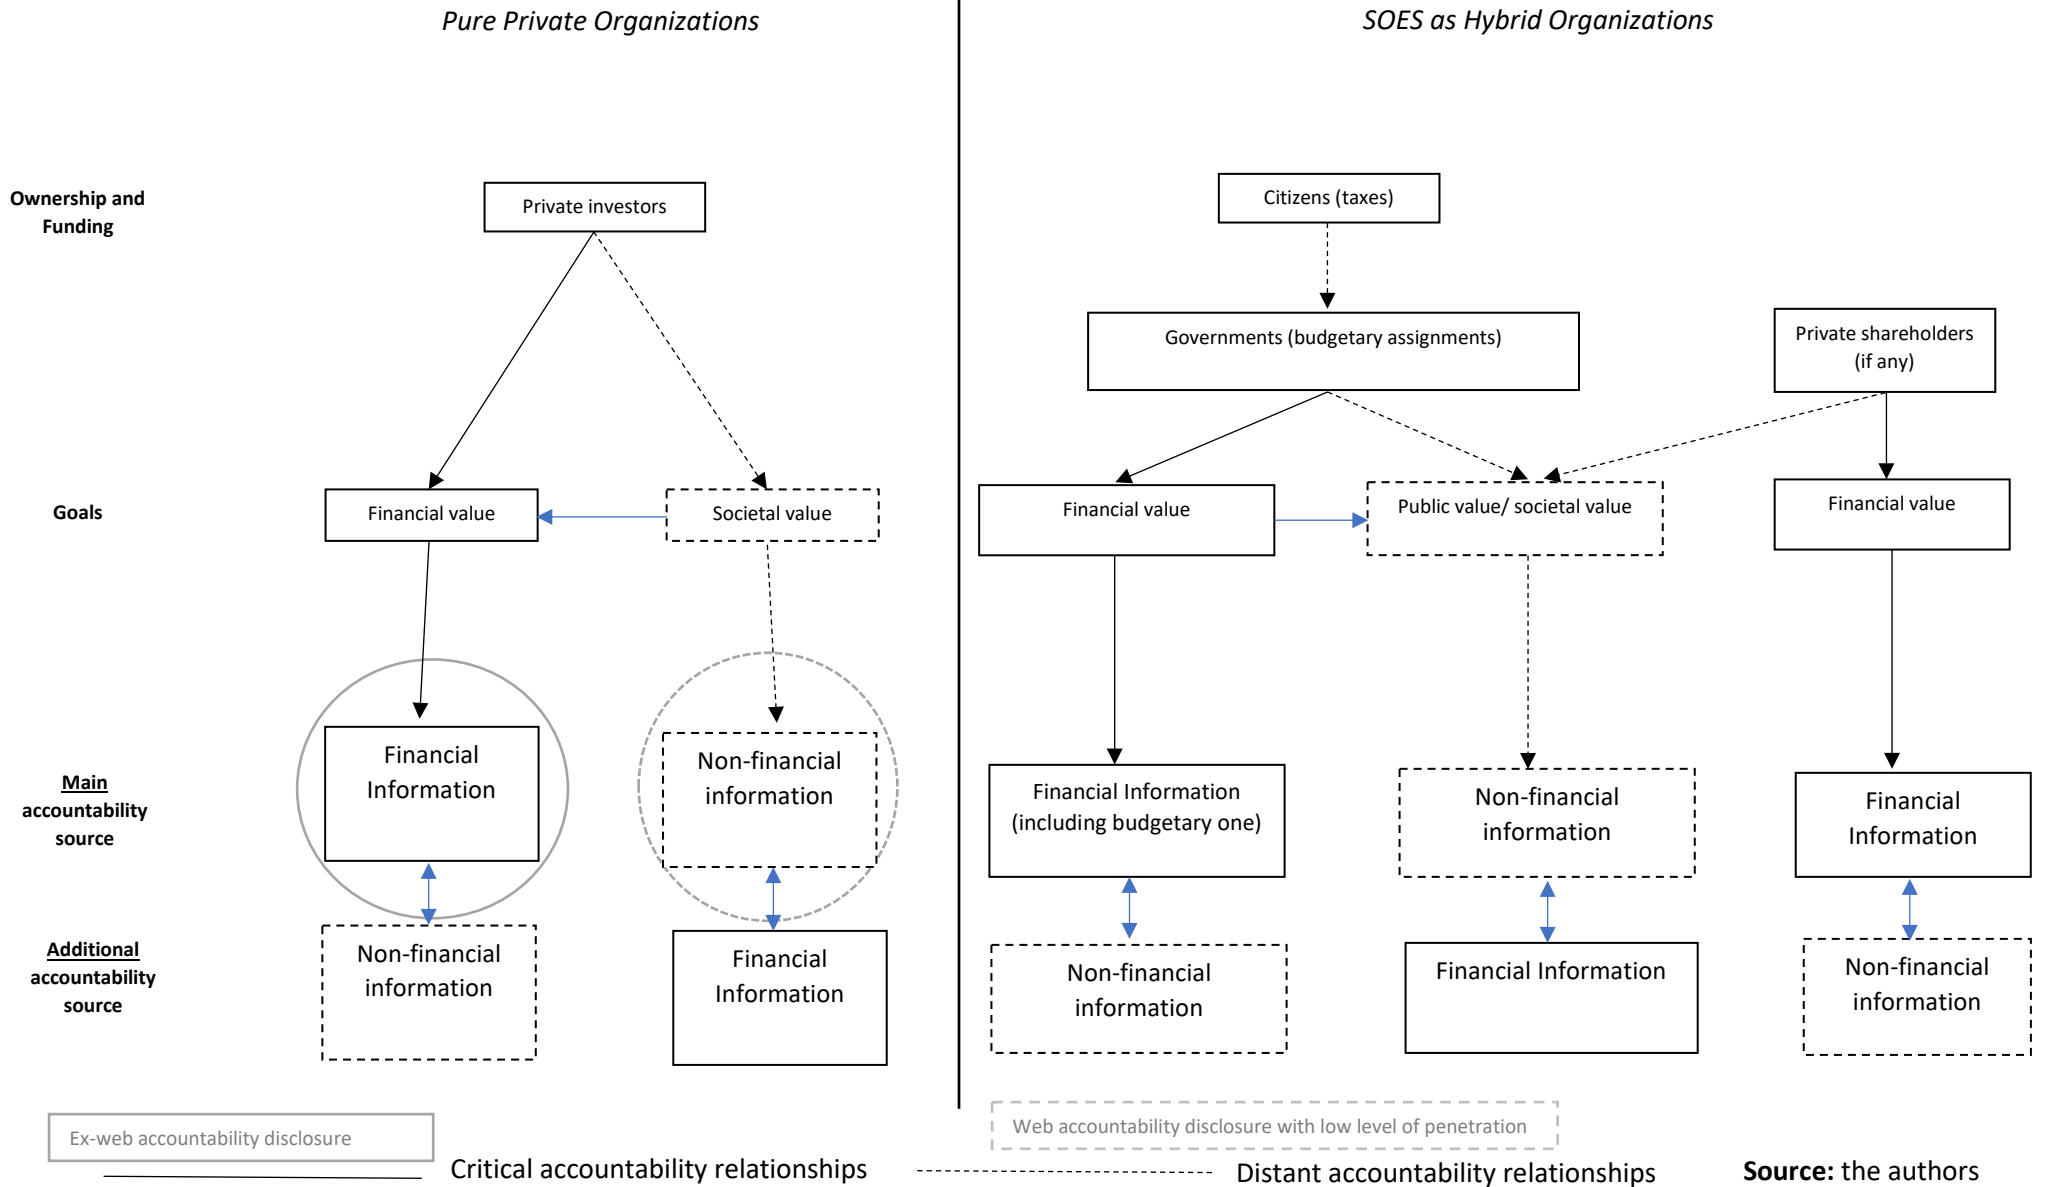 Pure Private Organizations
SOES as Hybrid Organizations
Ownership and
Funding
Private investors
Citizens (taxes)
Governments (budgetary assignments)
Private shareholders
(if any)
Goals
Financial value
Societal value
Financial value
Public value/ societal value
Financial value
Main
accountability
source
Financial
Information
Non-financial
information
Financial Information
(including budgetary one)
Non-financial
information
Financial
Information
Additional
accountability
source
Non-financial
information
Financial
Information
Non-financial
information
Financial Information
Non-financial
information
Ex-web accountability disclosure
Web accountability disclosure with low level of penetration
Critical accountability relationships
Distant accountability relationships
Source: the authors